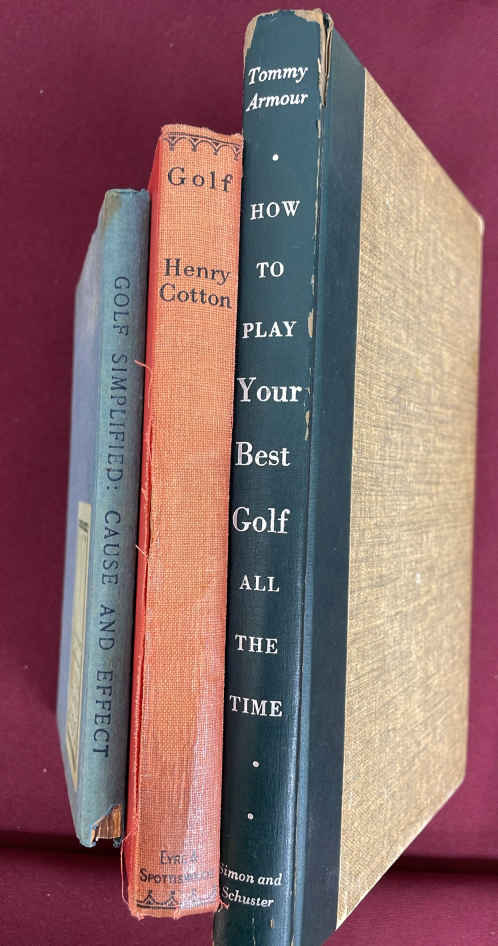 GOLF SIMPLIFIED: CAUSE AND EFFECT
Golf
Henry
Cotton
EYRE &
SPOTTISWOODE
Tommy
Armour
HOW
TO
PLAY
Your
Best
Golf
ALL
THE
TIME
Simon and
Schuster